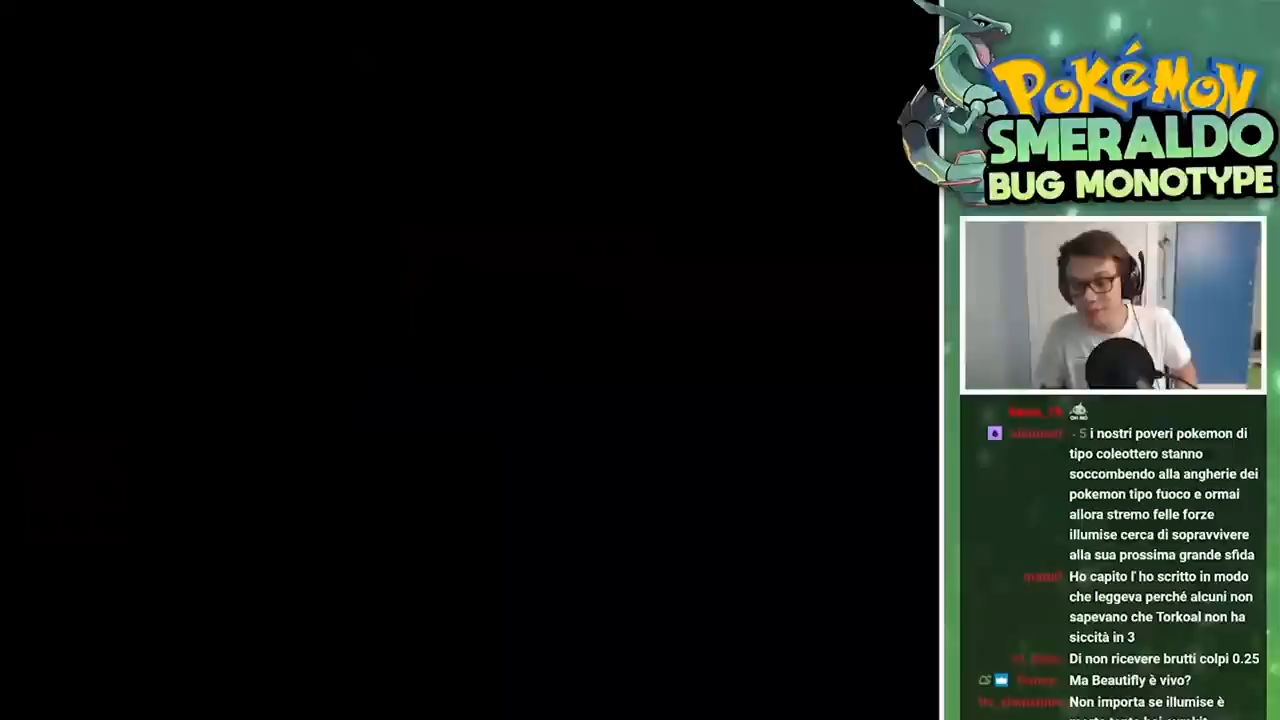 POKÉMON
SMERALDO
BUG MONOTYPE
OH NO
- 5 i nostri poveri pokemon di
tipo coleottero stanno
soccombendo alla angherie dei
pokemon tipo fuoco e ormai
allora stremo felle forze
illumise cerca di sopravvivere
alla sua prossima grande sfida
Ho capito l'ho scritto in modo
che leggeva perché alcuni non
sapevano che Torkoal non ha
siccità in 3
Di non ricevere brutti colpi 0.25
Ma Beautifly è vivo?
Non importa se illumise è